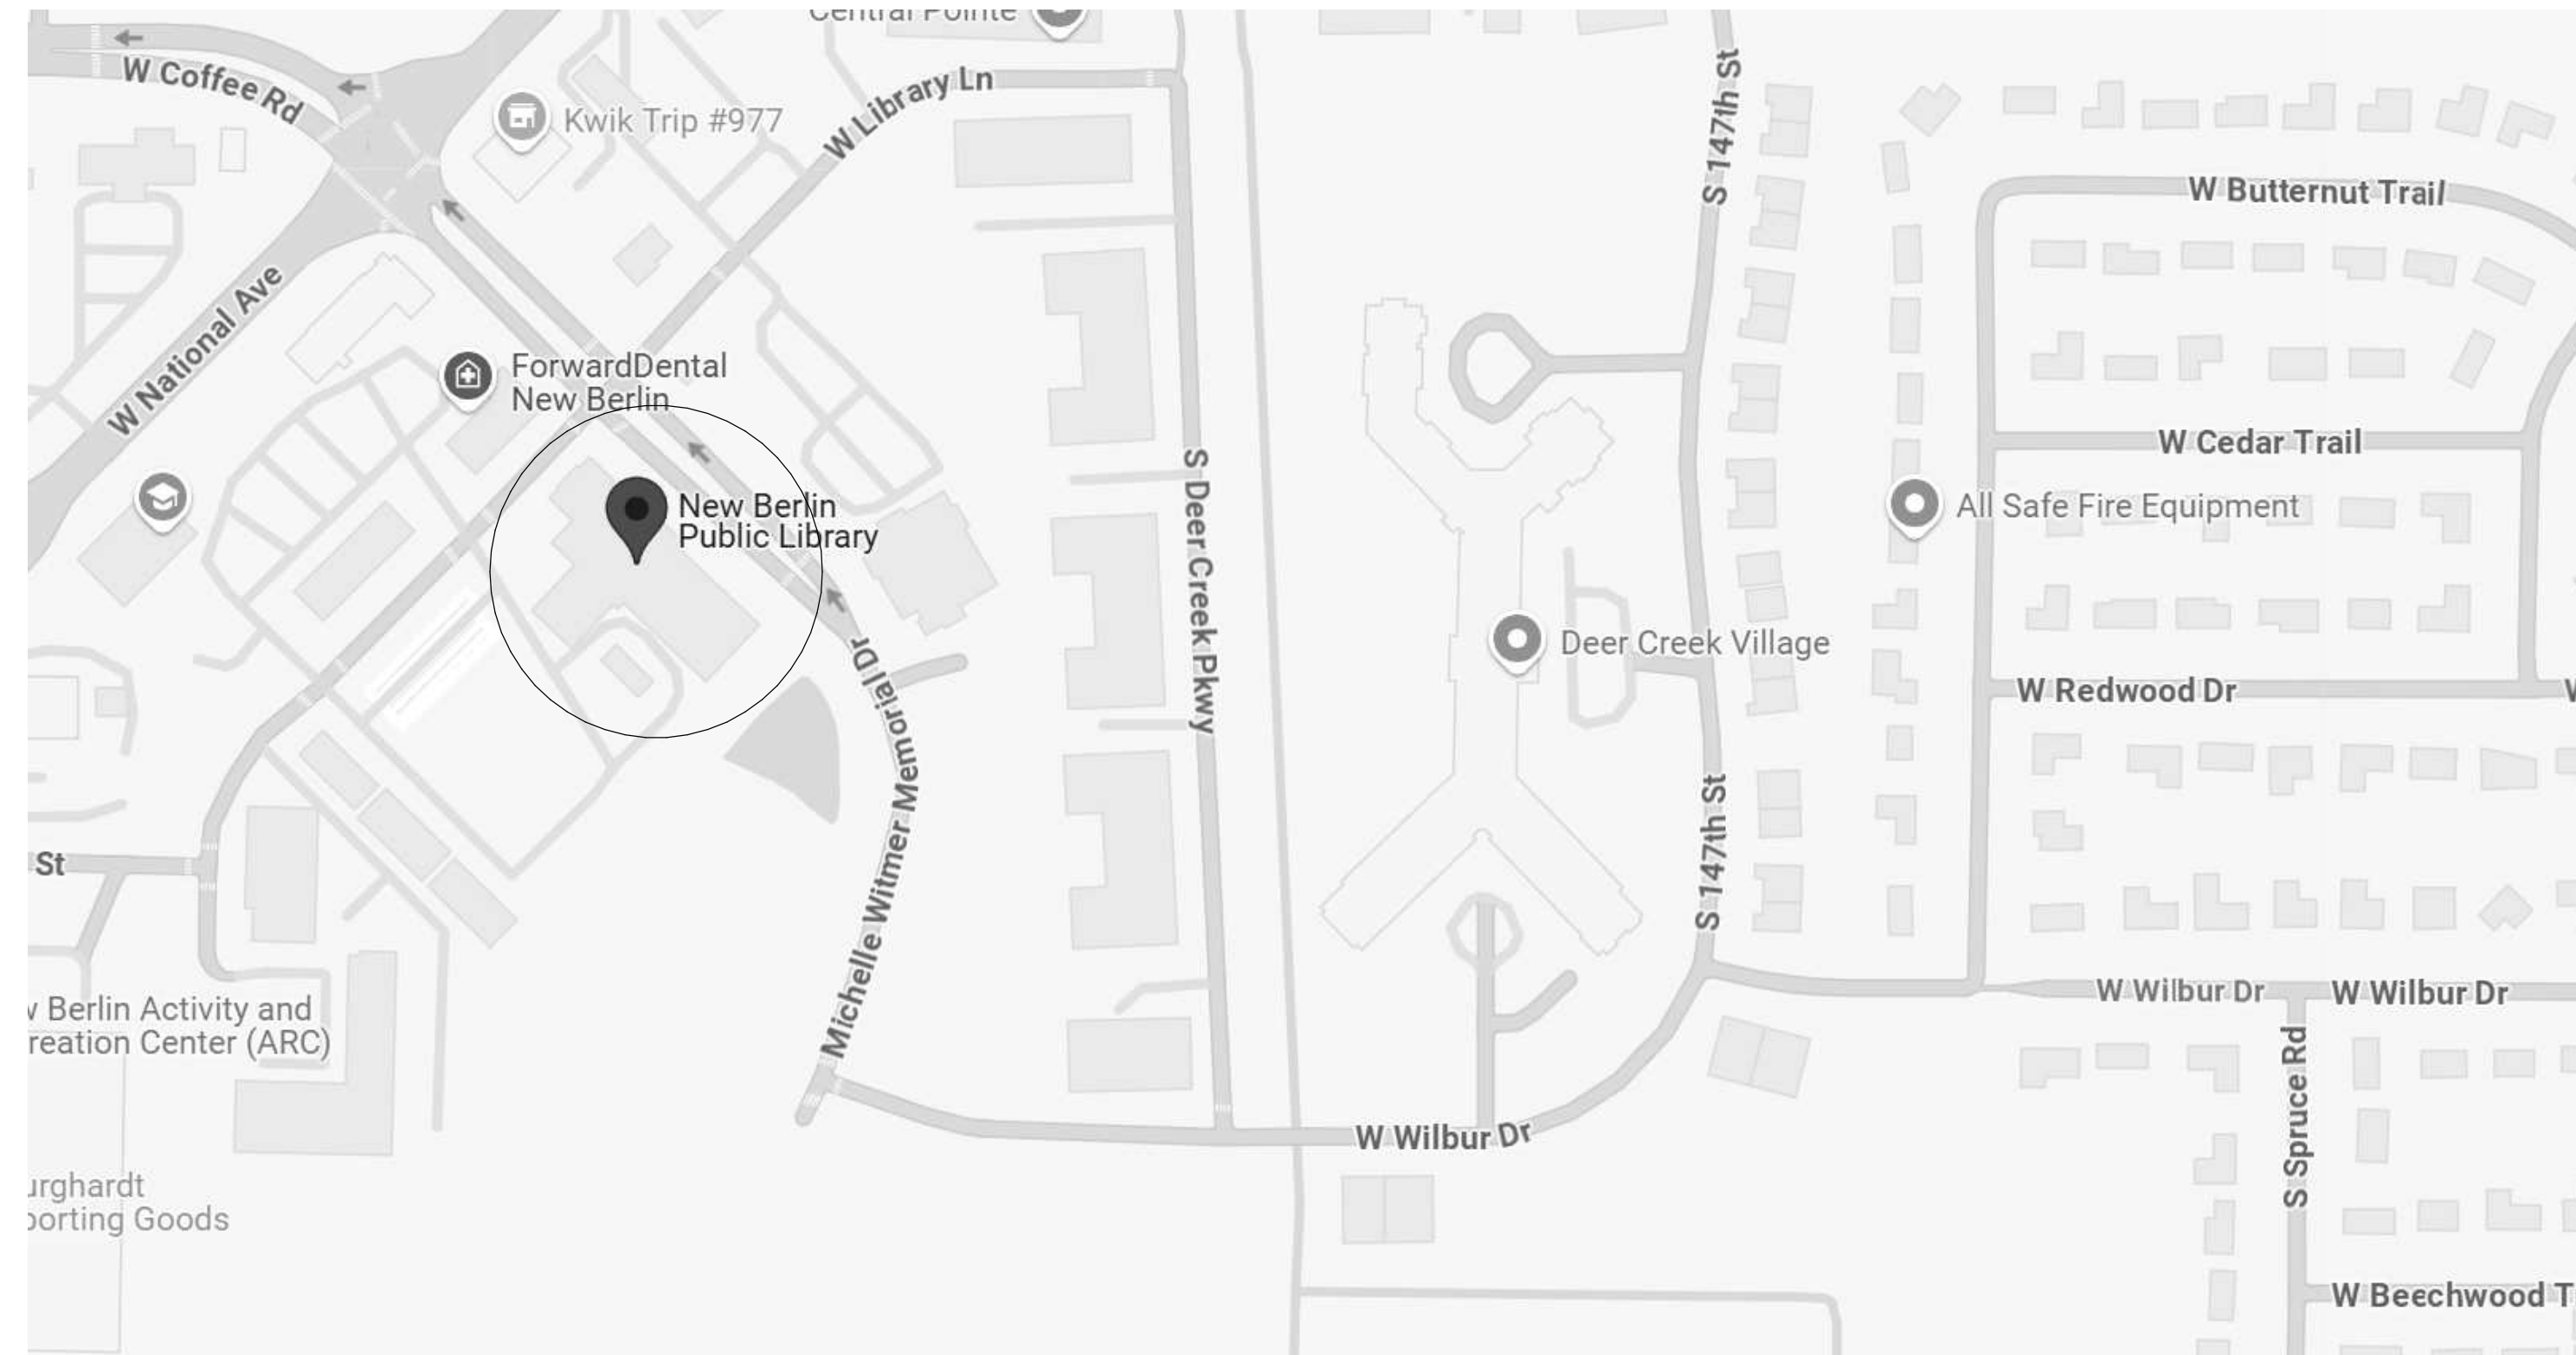 Central Pointe
W Coffee Rd
W Library Ln
Kwik Trip #977
S 147th St
W Butternut Trail
W National Ave
ForwardDental
New Berlin
W Cedar Trail
New Berlin
Public Library
S Deer Creek Pkwy
All Safe Fire Equipment
Deer Creek Village
Michelle Witmer Memorial Dr
W Redwood Dr
W
S 147th St
St
W Wilbur Dr
W Wilbur Dr
w Berlin Activity and
reation Center (ARC)
S Spruce Rd
W Wilbur Dr
urghardt
porting Goods
W Beechwood T